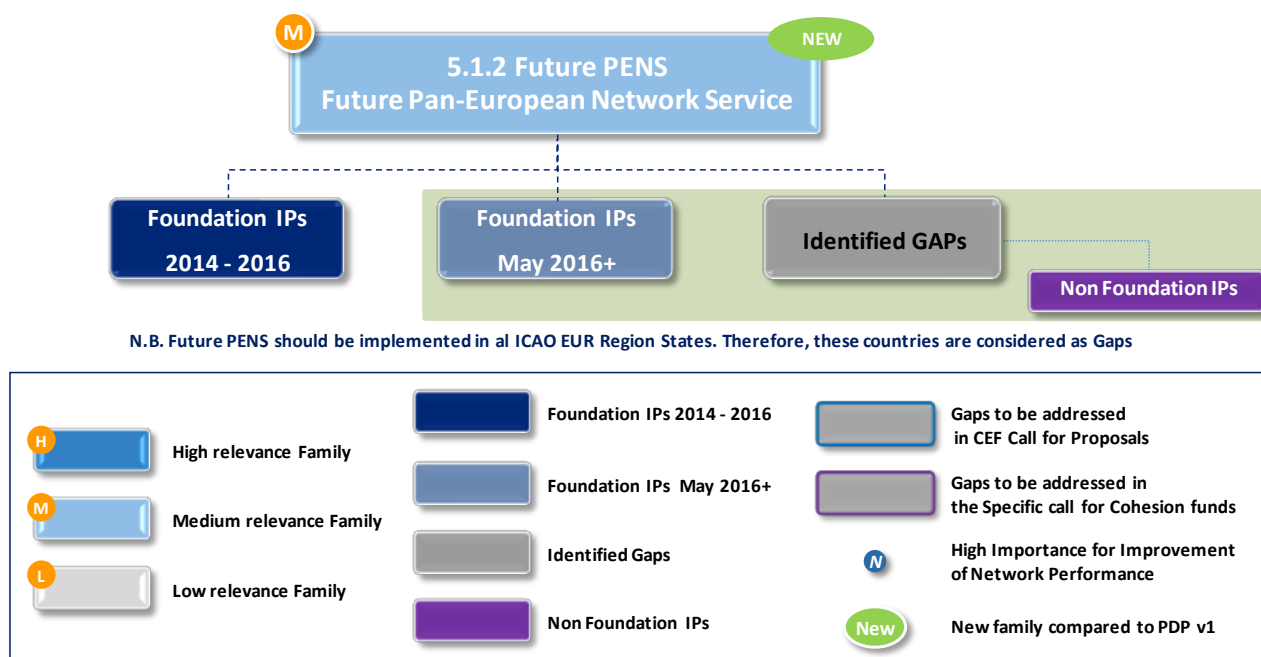 M
NEW
5.1.2 Future PENS
Future Pan-European Network Service
Foundation IPs
2014 - 2016
Foundation IPs
May 2016+
Identified GAPs
Non Foundation IPs
N.B. Future PENS should be implemented in al ICAO EUR Region States. Therefore, these countries are considered as Gaps
H
High relevance Family
M
Medium relevance Family
L
Low relevance Family
Foundation IPs 2014 - 2016
Foundation IPs May 2016+
Identified Gaps
Non Foundation IPs
Gaps to be addressed
in CEF Call for Proposals
Gaps to be addressed in
the Specific call for Cohesion funds
N
High Importance for Improvement
of Network Performance
New
New family compared to PDP v1